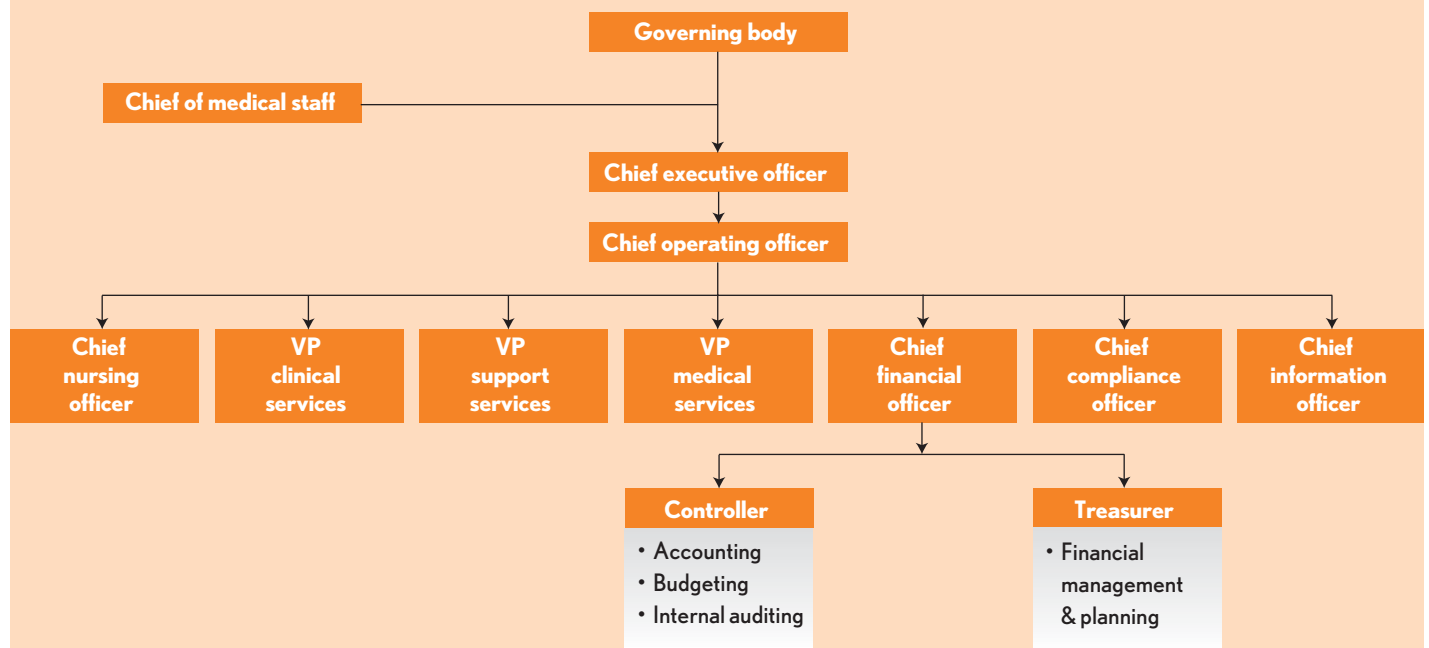 Governing body
Chief of medical staff
Chief executive officer
Chief operating officer
Chief
nursing
officer
VP
clinical
services
VP
support
services
VP
medical
services
Chief
financial
officer
Chief
compliance
officer
Chief
information
officer
Controller
• Accounting
• Budgeting
• Internal auditing
Treasurer
• Financial
management
& planning